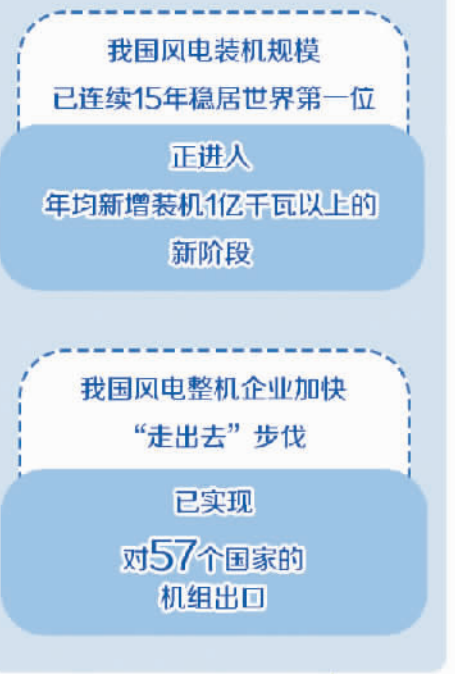 我国风电装机规模
已连续15年稳居世界第一位
正进入
年均新增装机1亿千瓦以上的
新阶段
我国风电整机企业加快
“走出去”步伐
已实现
对57个国家的
机组出口